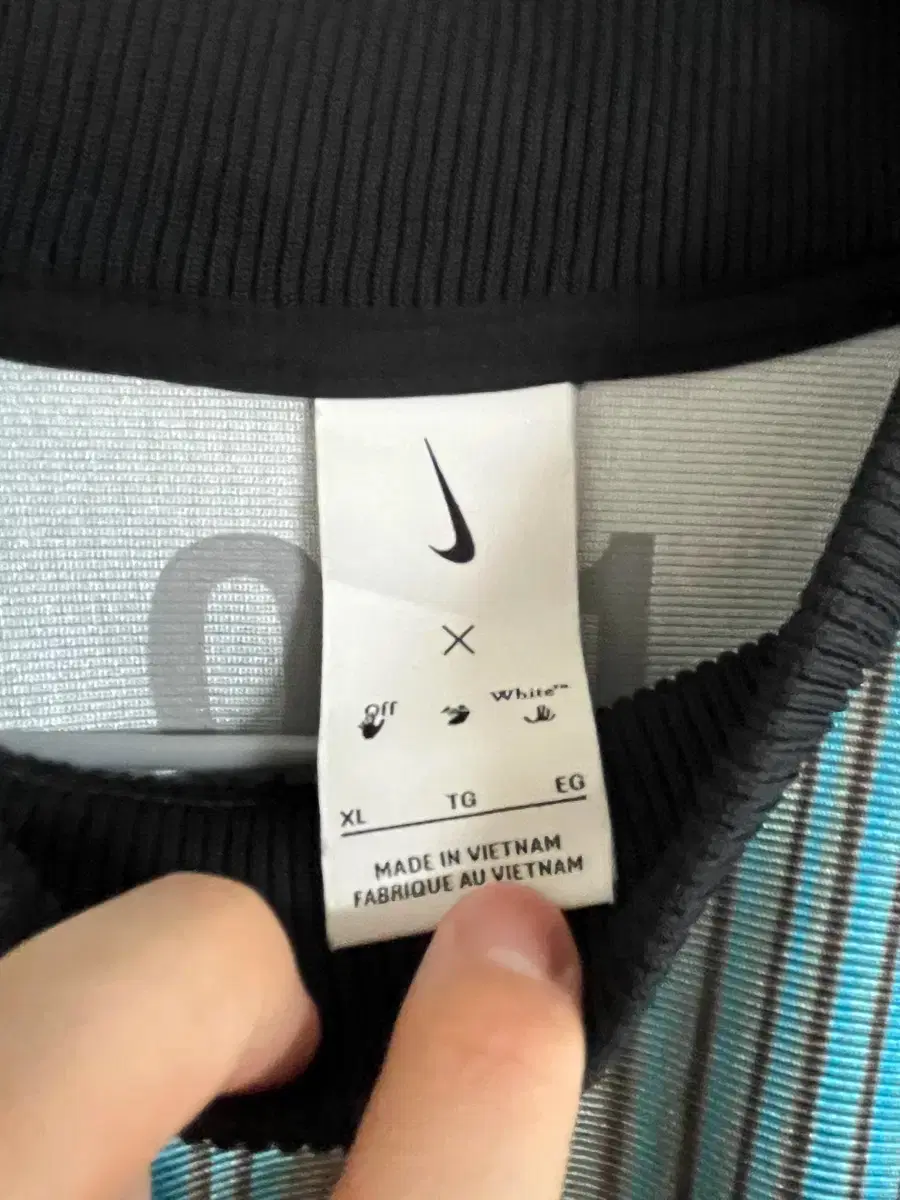 ×
Off White™
XL TG EG
MADE IN VIETNAM
FABRIQUE AU VIETNAM